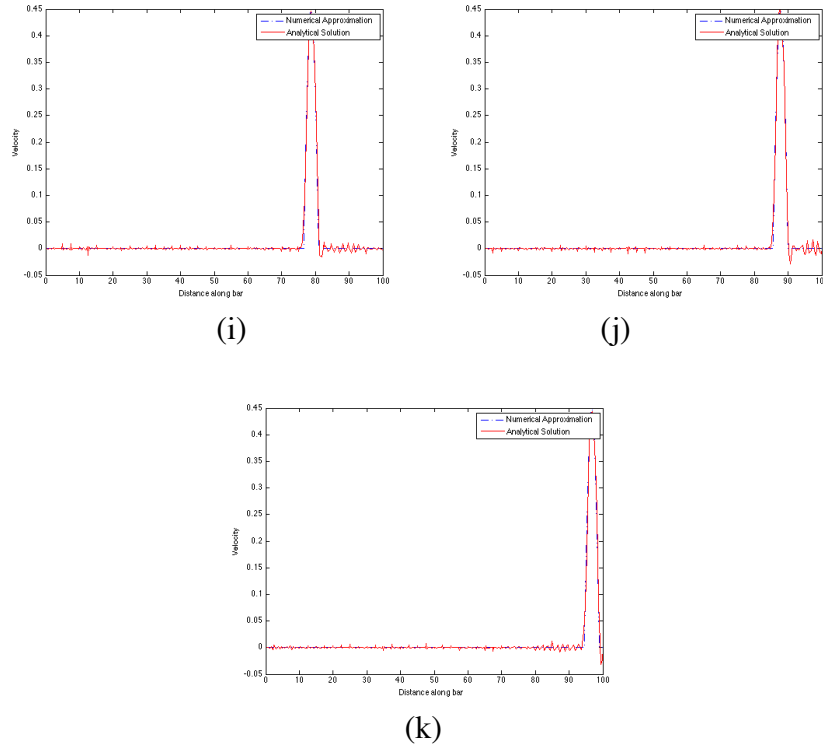 0.45
0.4
0.35
0.3
0.25
0.2
0.15
0.1
0.05
0
-0.05
Velocity
0 10 20 30 40 50 60 70 80 90 100
Distance along bar
Numerical Approximation
Analytical Solution
(i)
0.45
0.4
0.35
0.3
0.25
0.2
0.15
0.1
0.05
0
-0.05
Velocity
0 10 20 30 40 50 60 70 80 90 100
Distance along bar
Numerical Approximation
Analytical Solution
(j)
0.45
0.4
0.35
0.3
0.25
0.2
0.15
0.1
0.05
0
-0.05
Velocity
0 10 20 30 40 50 60 70 80 90 100
Distance along bar
Numerical Approximation
Analytical Solution
(k)